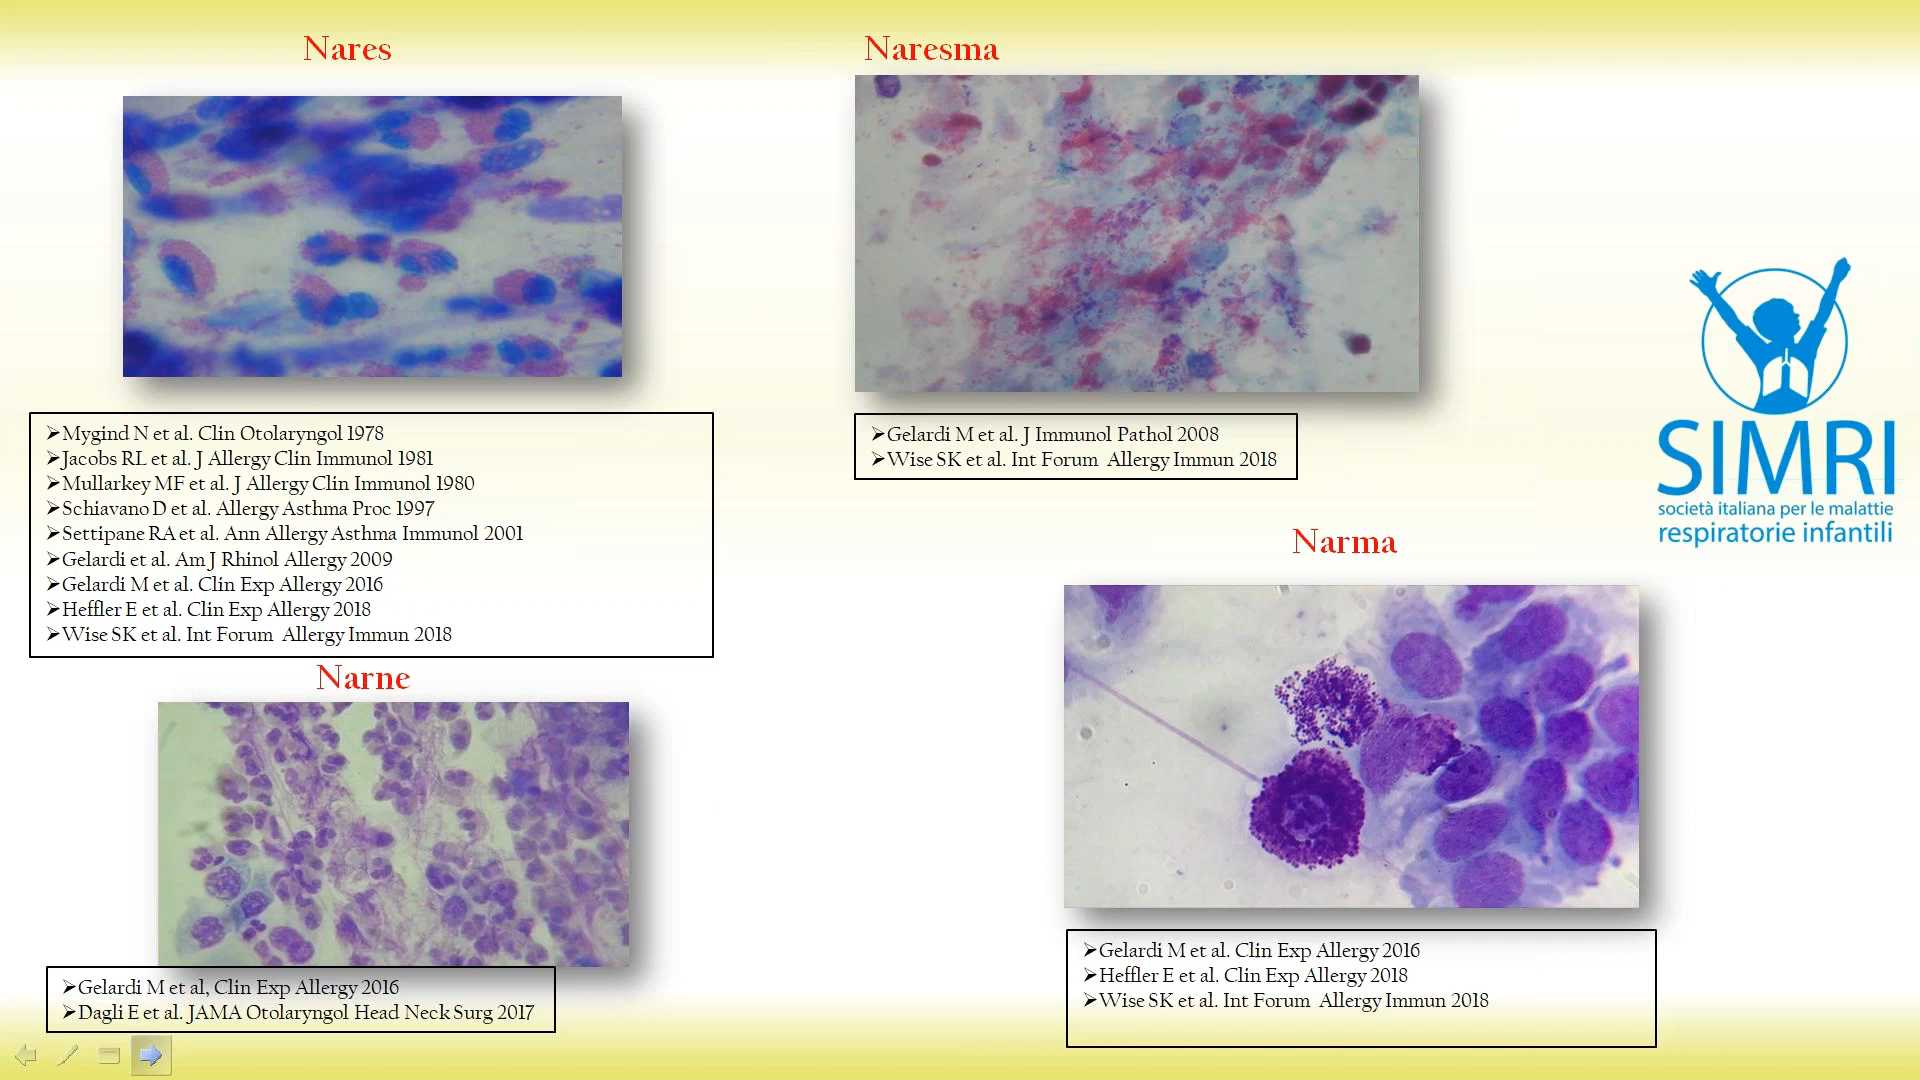 Nares
Mygind N et al. Clin Otolaryngol 1978
Jacobs RL et al. J Allergy Clin Immunol 1981
Mullarkey MF et al. J Allergy Clin Immunol 1980
Schiavano D et al. Allergy Asthma Proc 1997
Settipane RA et al. Ann Allergy Asthma Immunol 2001
Gelardi et al. Am J Rhinol Allergy 2009
Gelardi M et al. Clin Exp Allergy 2016
Heffler E et al. Clin Exp Allergy 2018
Wise SK et al. Int Forum Allergy Immun 2018
Naresma
Gelardi M et al. J Immunol Pathol 2008
Wise SK et al. Int Forum Allergy Immun 2018
SIMRI
società italiana per le malattie
respiratorie infantili
Narne
Gelardi M et al, Clin Exp Allergy 2016
Dagli E et al. JAMA Otolaryngol Head Neck Surg 2017
Narma
Gelardi M et al. Clin Exp Allergy 2016
Heffler E et al. Clin Exp Allergy 2018
Wise SK et al. Int Forum Allergy Immun 2018